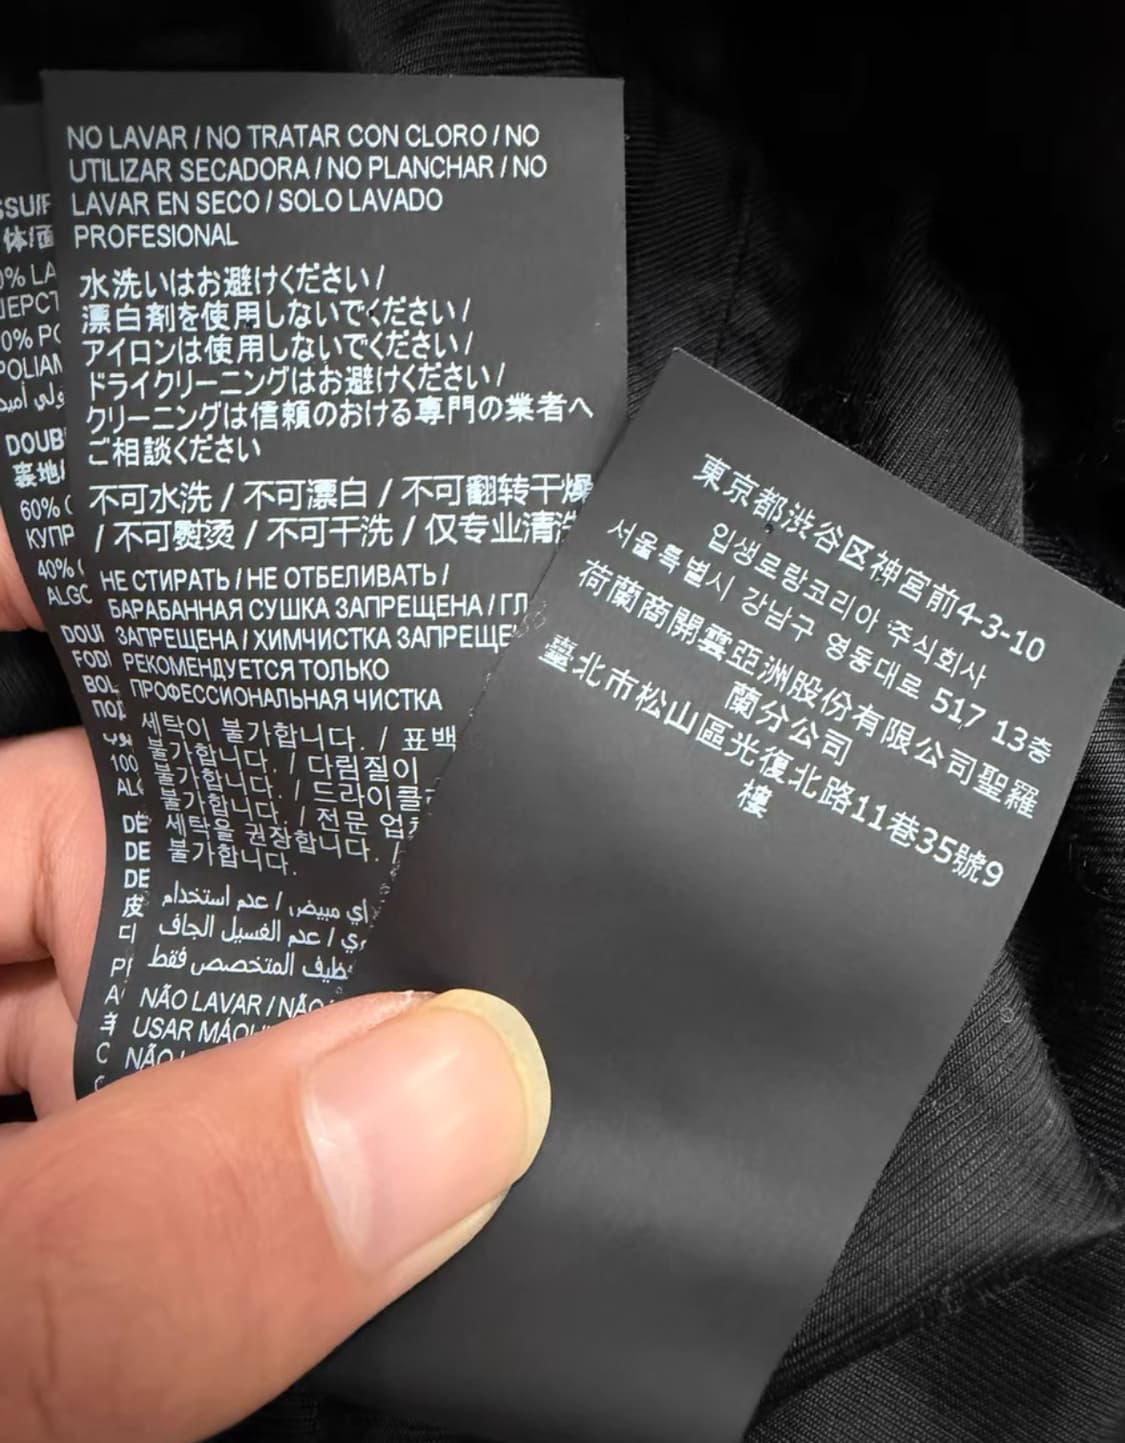 NO LAVAR / NO TRATAR CON CLORO / NO
UTILIZAR SECADORA / NO PLANCHAR / NO
LAVAR EN SECO / SOLO LAVADO
PROFESIONAL
水洗いはお避けください /
漂白剤を使用しないでください /
アイロンは使用しないでください /
ドライクリーニングはお避けください /
クリーニングは信頼のおける専門の業者へ
ご相談ください
不可水洗 / 不可漂白 / 不可翻转干燥
/ 不可熨烫 / 不可干洗 / 仅专业清洗
НЕ СТИРАТЬ / НЕ ОТБЕЛИВАТЬ /
БАРАБАННАЯ СУШКА ЗАПРЕЩЕНА / ГЛ
ЗАПРЕЩЕНА / ХИМЧИСТКА ЗАПРЕЩЕ
РЕКОМЕНДУЕТСЯ ТОЛЬКО
ПРОФЕССИОНАЛЬНАЯ ЧИСТКА
세탁이 불가합니다. / 표백
불가합니다. / 다림질이
불가합니다. / 드라이클
불가합니다. / 전문 업
세탁을 권장합니다. /
불가합니다.
اي مبيض / عدم استخدام
ي / عدم الغسيل الجاف
ظيف المتخصص فقط
NÃO LAVAR / NÃO
USAR MÁQU
NÃO L
60% C
КУПР
40% (
ALGO
DOUB
裏地
100
DE
DE
皮
東京都渋谷区神宮前4-3-10
입생로랑코리아 주식회사
서울특별시 강남구 영동대로 517 13층
荷蘭商開雲亞洲股份有限公司聖羅
蘭分公司
臺北市松山區光復北路11巷35號9
樓